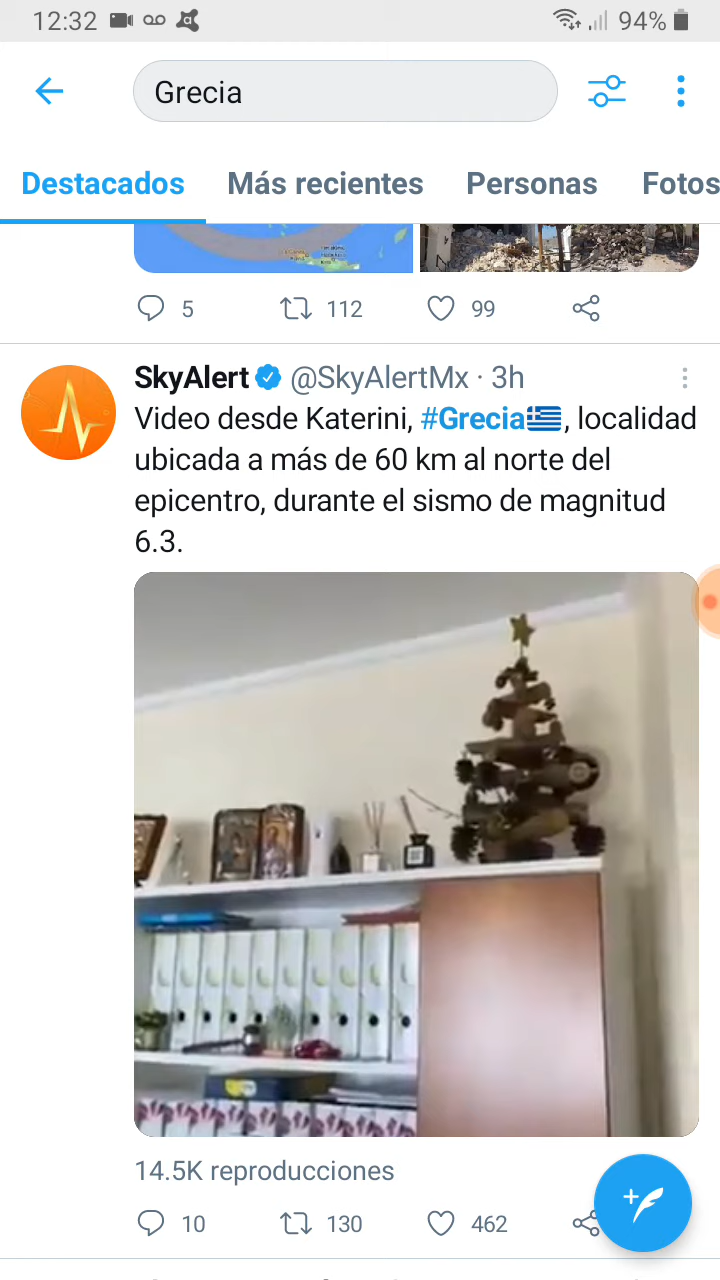 12:32 94%
Grecia
Destacados Más recientes Personas Fotos
5 112 99
SkyAlert @SkyAlertMx · 3h
Video desde Katerini, #Grecia🇬🇷, localidad
ubicada a más de 60 km al norte del
epicentro, durante el sismo de magnitud
6.3.
14.5K reproducciones
10 130 462